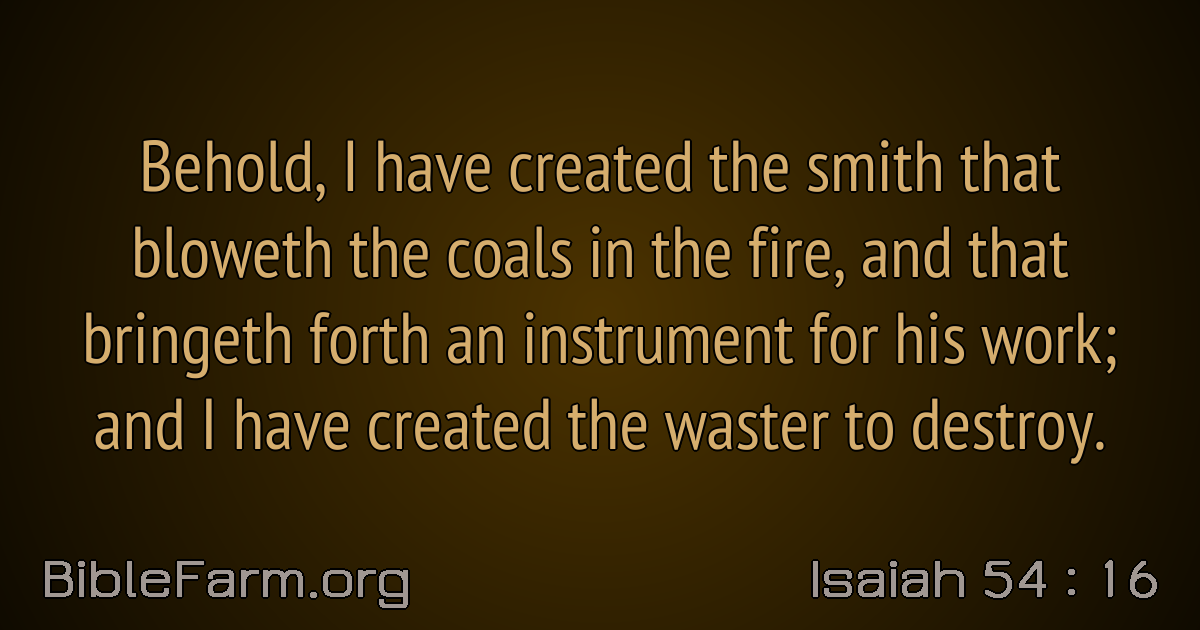 Behold, I have created the smith that
bloweth the coals in the fire, and that
bringeth forth an instrument for his work;
and I have created the waster to destroy.
BibleFarm.org
Isaiah 54 : 16